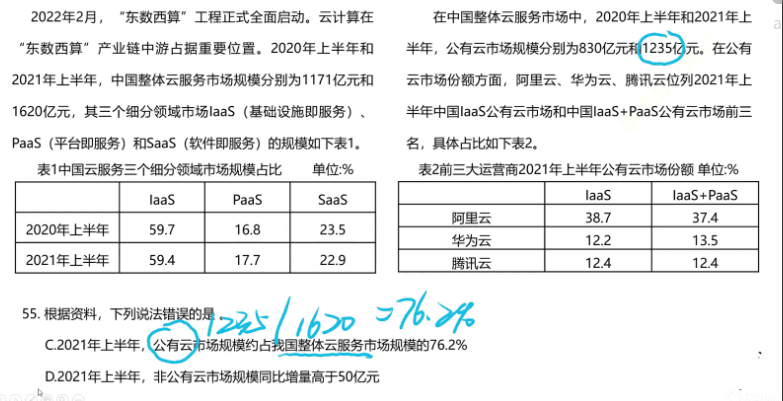 2022年2月，“东数西算”工程正式全面启动。云计算在
“东数西算”产业链中游占据重要位置。2020年上半年和
2021年上半年，中国整体云服务市场规模分别为1171亿元和
1620亿元，其三个细分领域市场IaaS（基础设施即服务）、
PaaS（平台即服务）和SaaS（软件即服务）的规模如下表1。
表1中国云服务三个细分领域市场规模占比 单位:%
IaaS PaaS SaaS
2020年上半年 59.7 16.8 23.5
2021年上半年 59.4 17.7 22.9
在中国整体云服务市场中，2020年上半年和2021年上
半年，公有云市场规模分别为830亿元和1235亿元。在公有
云市场份额方面，阿里云、华为云、腾讯云位列2021年上
半年中国IaaS公有云市场和中国IaaS+PaaS公有云市场前三
名，具体占比如下表2。
表2前三大运营商2021年上半年公有云市场份额 单位:%
IaaS IaaS+PaaS
阿里云 38.7 37.4
华为云 12.2 13.5
腾讯云 12.4 12.4
55. 根据资料，下列说法错误的是 。
1235/1620=76.2%
C.2021年上半年，公有云市场规模约占我国整体云服务市场规模的76.2%
D.2021年上半年，非公有云市场规模同比增量高于50亿元